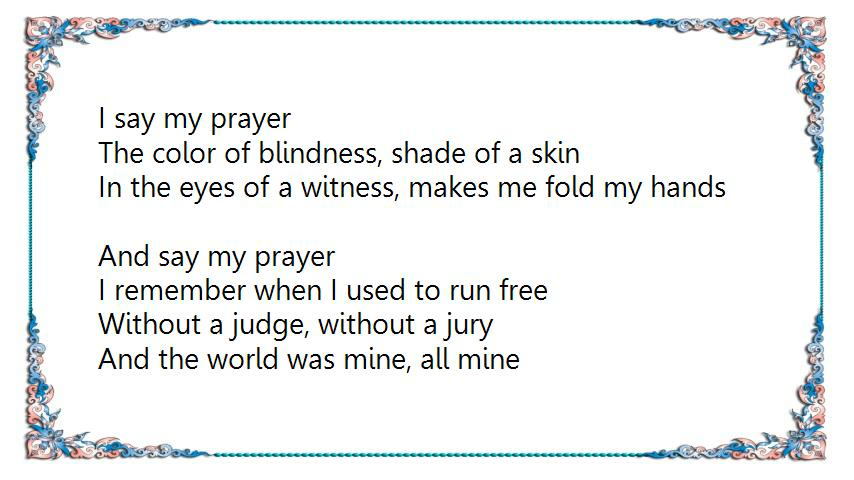 I say my prayer
The color of blindness, shade of a skin
In the eyes of a witness, makes me fold my hands
And say my prayer
I remember when I used to run free
Without a judge, without a jury
And the world was mine, all mine